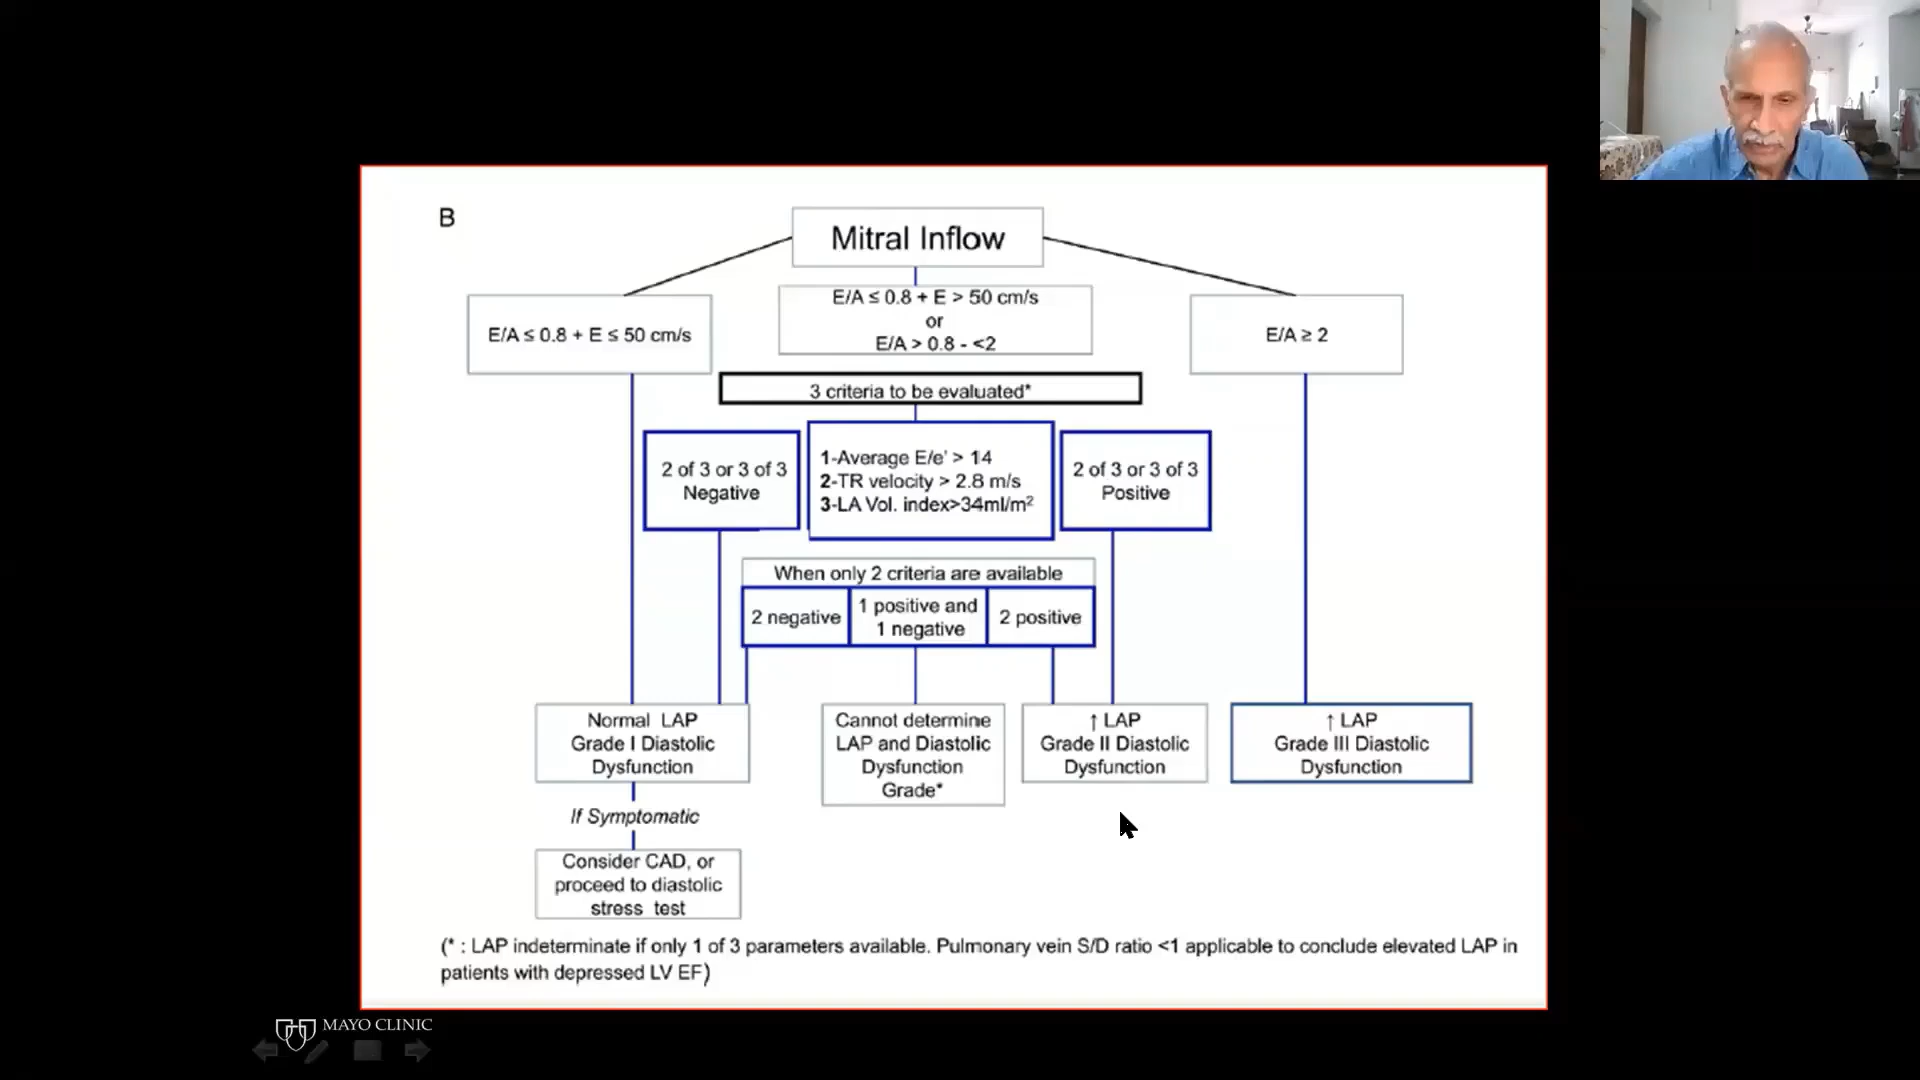 B
Mitral Inflow
E/A ≤ 0.8 + E ≤ 50 cm/s
E/A ≤ 0.8 + E > 50 cm/s
or
E/A > 0.8 - <2
E/A ≥ 2
3 criteria to be evaluated*
2 of 3 or 3 of 3
Negative
1-Average E/e' > 14
2-TR velocity > 2.8 m/s
3-LA Vol. index>34ml/m²
2 of 3 or 3 of 3
Positive
When only 2 criteria are available
2 negative
1 positive and
1 negative
2 positive
Normal LAP
Grade I Diastolic
Dysfunction
Cannot determine
LAP and Diastolic
Dysfunction
Grade*
↑ LAP
Grade II Diastolic
Dysfunction
↑ LAP
Grade III Diastolic
Dysfunction
If Symptomatic
Consider CAD, or
proceed to diastolic
stress test
(* : LAP indeterminate if only 1 of 3 parameters available. Pulmonary vein S/D ratio <1 applicable to conclude elevated LAP in
patients with depressed LV EF)
MAYO CLINIC